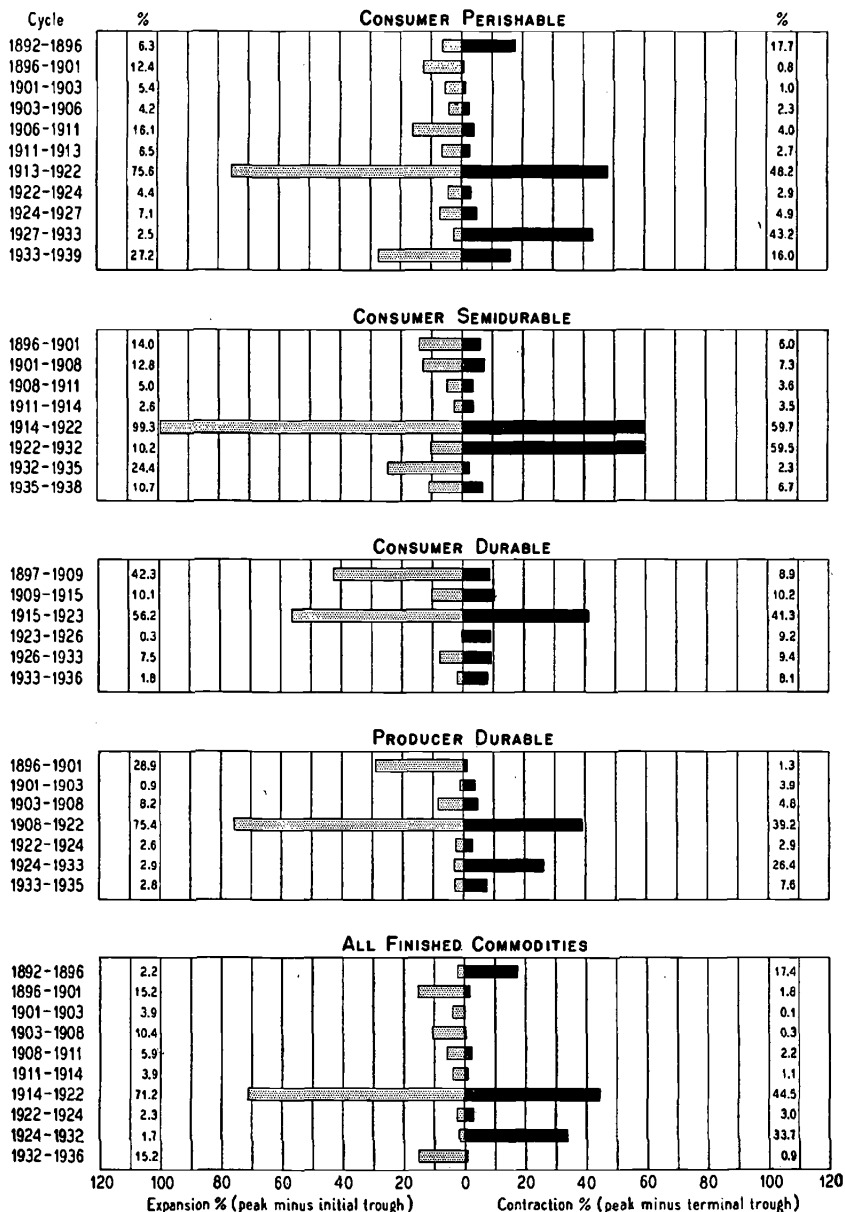 Cycle % CONSUMER PERISHABLE %
1892-1896 6.3 17.7
1896-1901 12.4 0.8
1901-1903 5.4 1.0
1903-1906 4.2 2.3
1906-1911 16.1 4.0
1911-1913 6.5 2.7
1913-1922 75.6 48.2
1922-1924 4.4 2.9
1924-1927 7.1 4.9
1927-1933 2.5 43.2
1933-1939 27.2 16.0
CONSUMER SEMIDURABLE
1896-1901 14.0 6.0
1901-1908 12.8 7.3
1908-1911 5.0 3.6
1911-1914 2.6 3.5
1914-1922 99.3 59.7
1922-1932 10.2 59.5
1932-1935 24.4 2.3
1935-1938 10.7 6.7
CONSUMER DURABLE
1897-1909 42.3 8.9
1909-1915 10.1 10.2
1915-1923 56.2 41.3
1923-1926 0.3 9.2
1926-1933 7.5 9.4
1933-1936 1.8 8.1
PRODUCER DURABLE
1896-1901 28.9 1.3
1901-1903 0.9 3.9
1903-1908 8.2 4.8
1908-1922 75.4 39.2
1922-1924 2.6 2.9
1924-1933 2.9 26.4
1933-1935 2.8 7.6
ALL FINISHED COMMODITIES
1892-1896 2.2 17.4
1896-1901 15.2 1.8
1901-1903 3.9 0.1
1903-1908 10.4 0.3
1908-1911 5.9 2.2
1911-1914 3.9 1.1
1914-1922 71.2 44.5
1922-1924 2.3 3.0
1924-1932 1.7 33.7
1932-1936 15.2 0.9
120 100 80 60 40 20 0 20 40 60 80 100 120
Expansion % (peak minus initial trough) Contraction % (peak minus terminal trough)